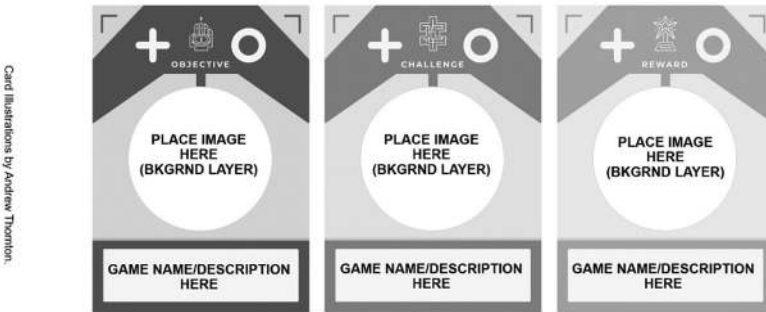 Card Illustrations by Andrew Thornton.
OBJECTIVE
PLACE IMAGE
HERE
(BKGRND LAYER)
GAME NAME/DESCRIPTION
HERE
CHALLENGE
PLACE IMAGE
HERE
(BKGRND LAYER)
GAME NAME/DESCRIPTION
HERE
REWARD
PLACE IMAGE
HERE
(BKGRND LAYER)
GAME NAME/DESCRIPTION
HERE